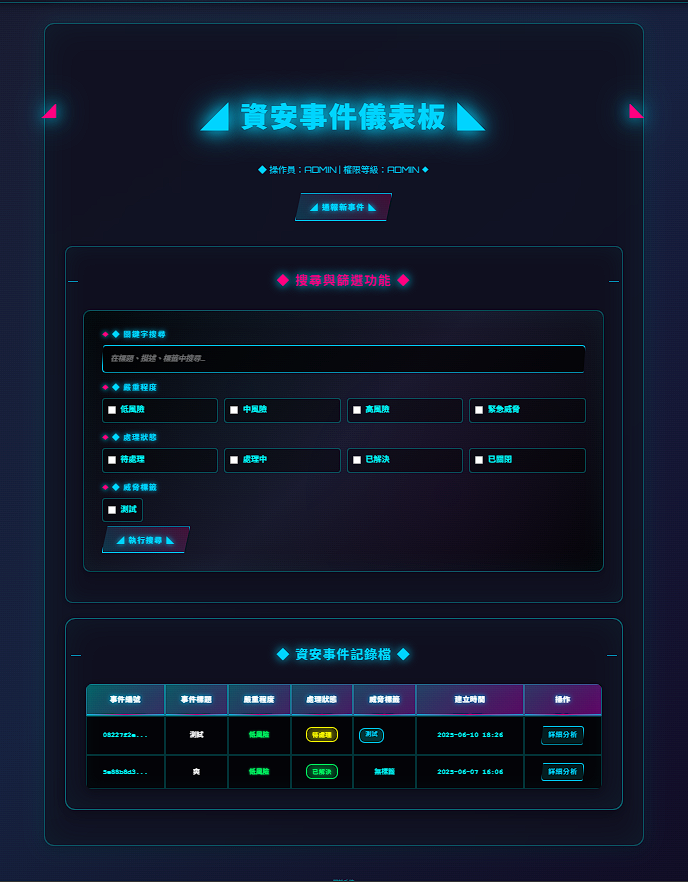 資安事件儀表板
◆ 操作員：ADMIN | 權限等級：ADMIN ◆
◢ 通報新事件 ◣
◆ 搜尋與篩選功能 ◆
◆ 關鍵字搜尋
在標題、描述、標籤中搜尋...
◆ 嚴重程度
低風險 中風險 高風險 緊急威脅
◆ 處理狀態
待處理 處理中 已解決 已關閉
◆ 威脅標籤
測試
◢ 執行搜尋 ◣
◆ 資安事件記錄檔 ◆
事件編號 事件標題 嚴重程度 處理狀態 威脅標籤 建立時間 操作
08227f2e... 測試 低風險 待處理 測試 2025-06-10 18:26 詳細分析
5e88b8d3... 爽 低風險 已解決 無標籤 2025-06-07 16:06 詳細分析